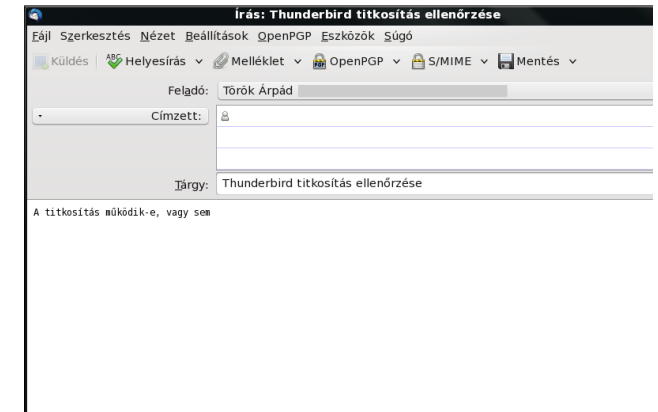 Írás: Thunderbird titkosítás ellenőrzése
Fájl Szerkesztés Nézet Beállítások OpenPGP Eszközök Súgó
Küldés ABC Helyesírás Melléklet OpenPGP S/MIME Mentés
Feladó: Török Árpád
Címzett:
Tárgy: Thunderbird titkosítás ellenőrzése
A titkosítás működik-e, vagy sem